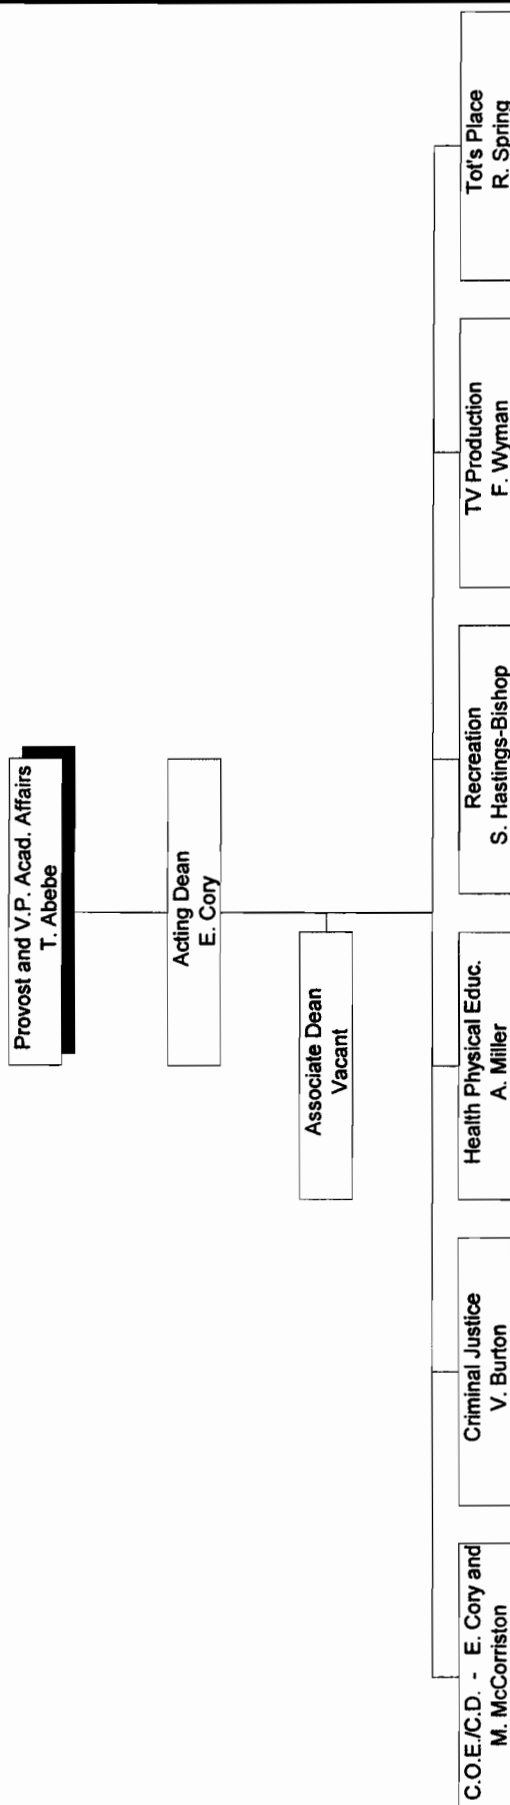 Provost and V.P. Acad. Affairs
T. Abebe
Acting Dean
E. Cory
Associate Dean
Vacant
C.O.E./C.D. - E. Cory and
M. McCorriston
Criminal Justice
V. Burton
Health Physical Educ.
A. Miller
Recreation
S. Hastings-Bishop
TV Production
F. Wyman
Tot's Place
R. Spring